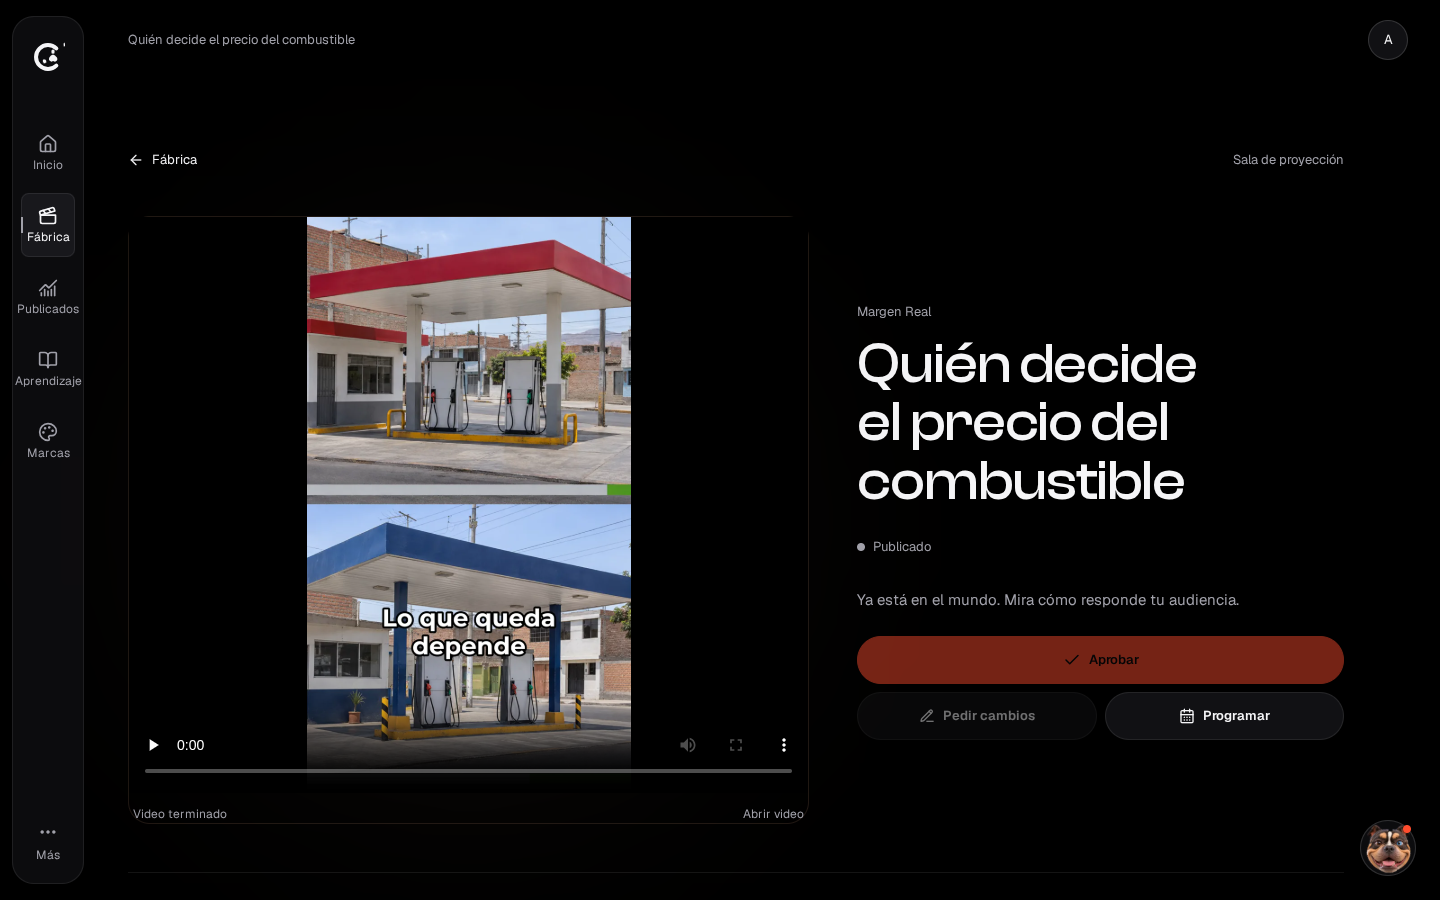 Quién decide el precio del combustible
A
Inicio
Fábrica
Publicados
Aprendizaje
Marcas
Más
Fábrica
Sala de proyección
Lo que queda
depende
0:00
Video terminado
Abrir video
Margen Real
Quién decide
el precio del
combustible
Publicado
Ya está en el mundo. Mira cómo responde tu audiencia.
Aprobar
Pedir cambios
Programar